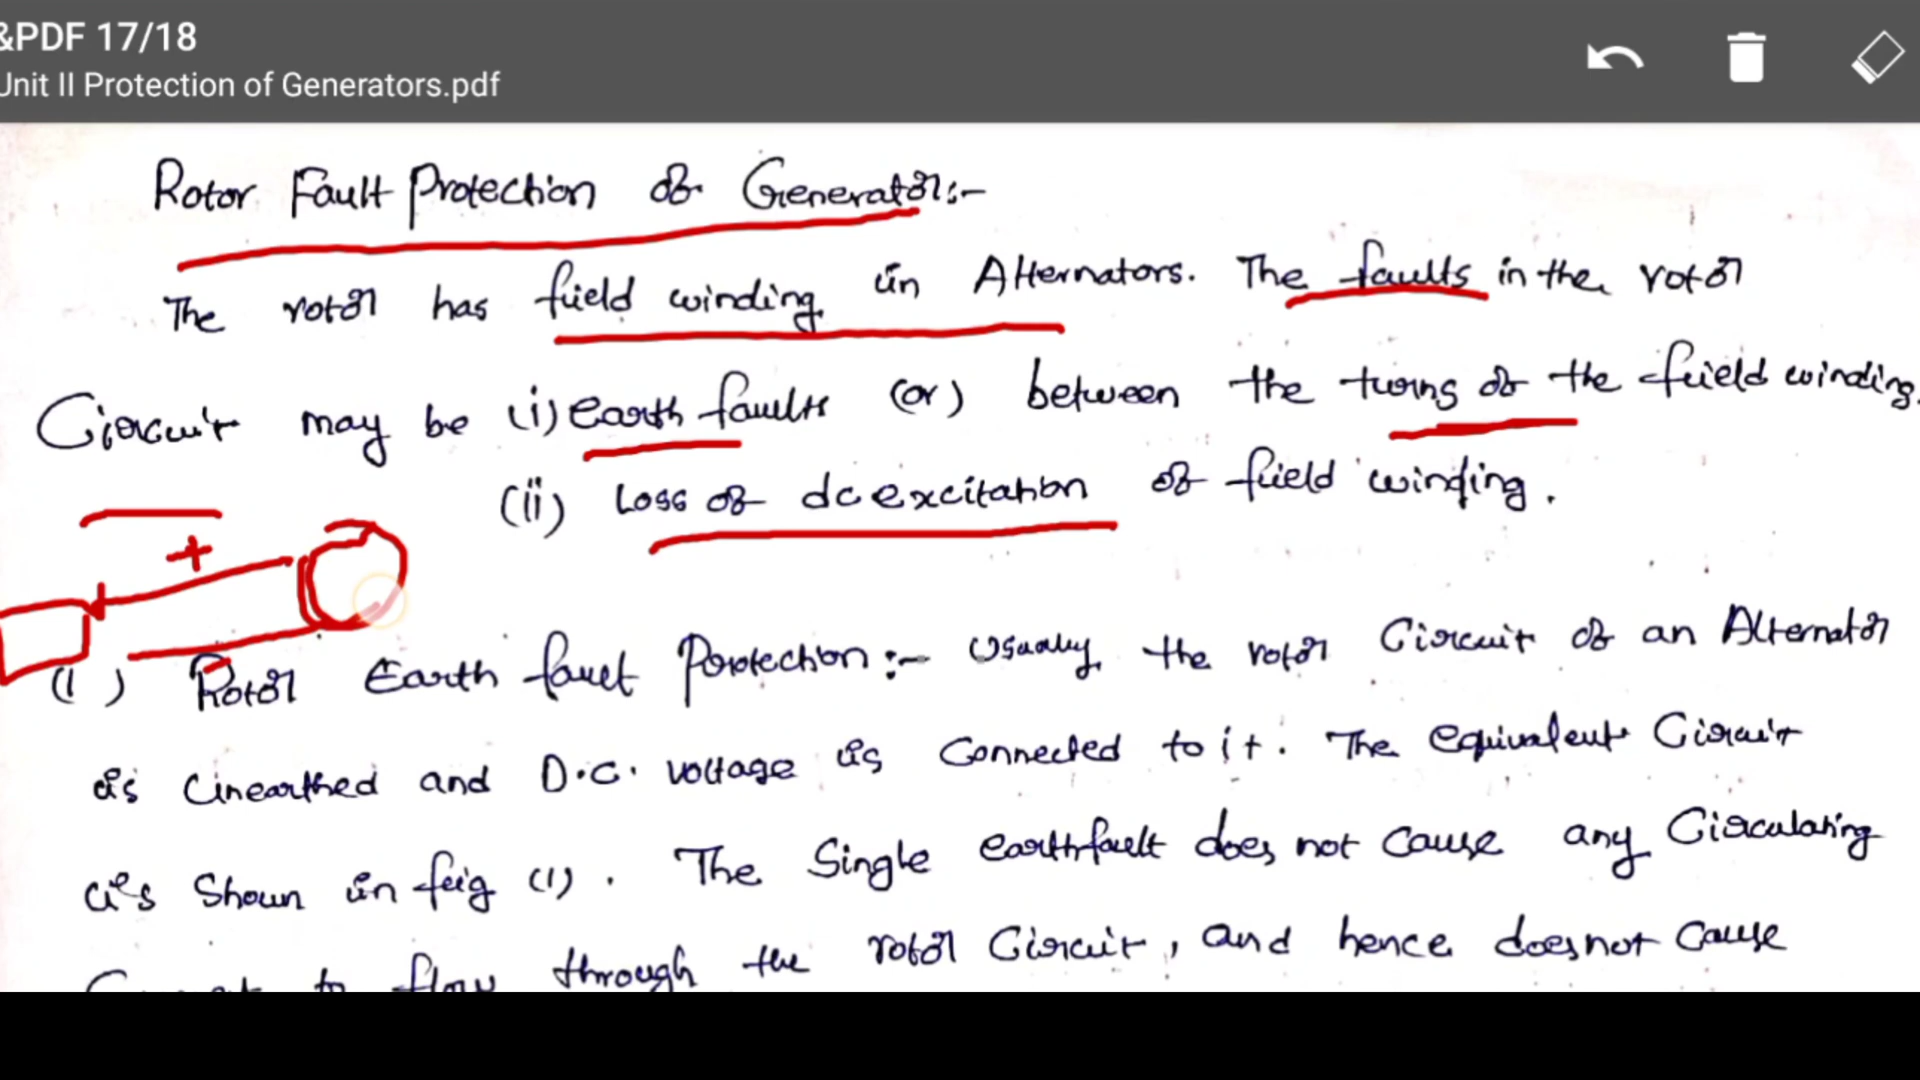 &PDF 17/18
Unit II Protection of Generators.pdf
Rotor Fault Protection of Generator:-
The rotor has field winding in Alternators. The faults in the rotor
Circuit may be (i) earth faults (or) between the turns of the field winding.
(ii) Loss of dc excitation of field winding.
+
(1) Rotor Earth fault Protection:- Usually the rotor Circuit of an Alternator
is unearthed and D.C. voltage is Connected to it. The equivalent Circuit
is Shown in fig (1). The Single earthfault does not cause any Circulating
Current to flow through the rotor Circuit, and hence does not cause